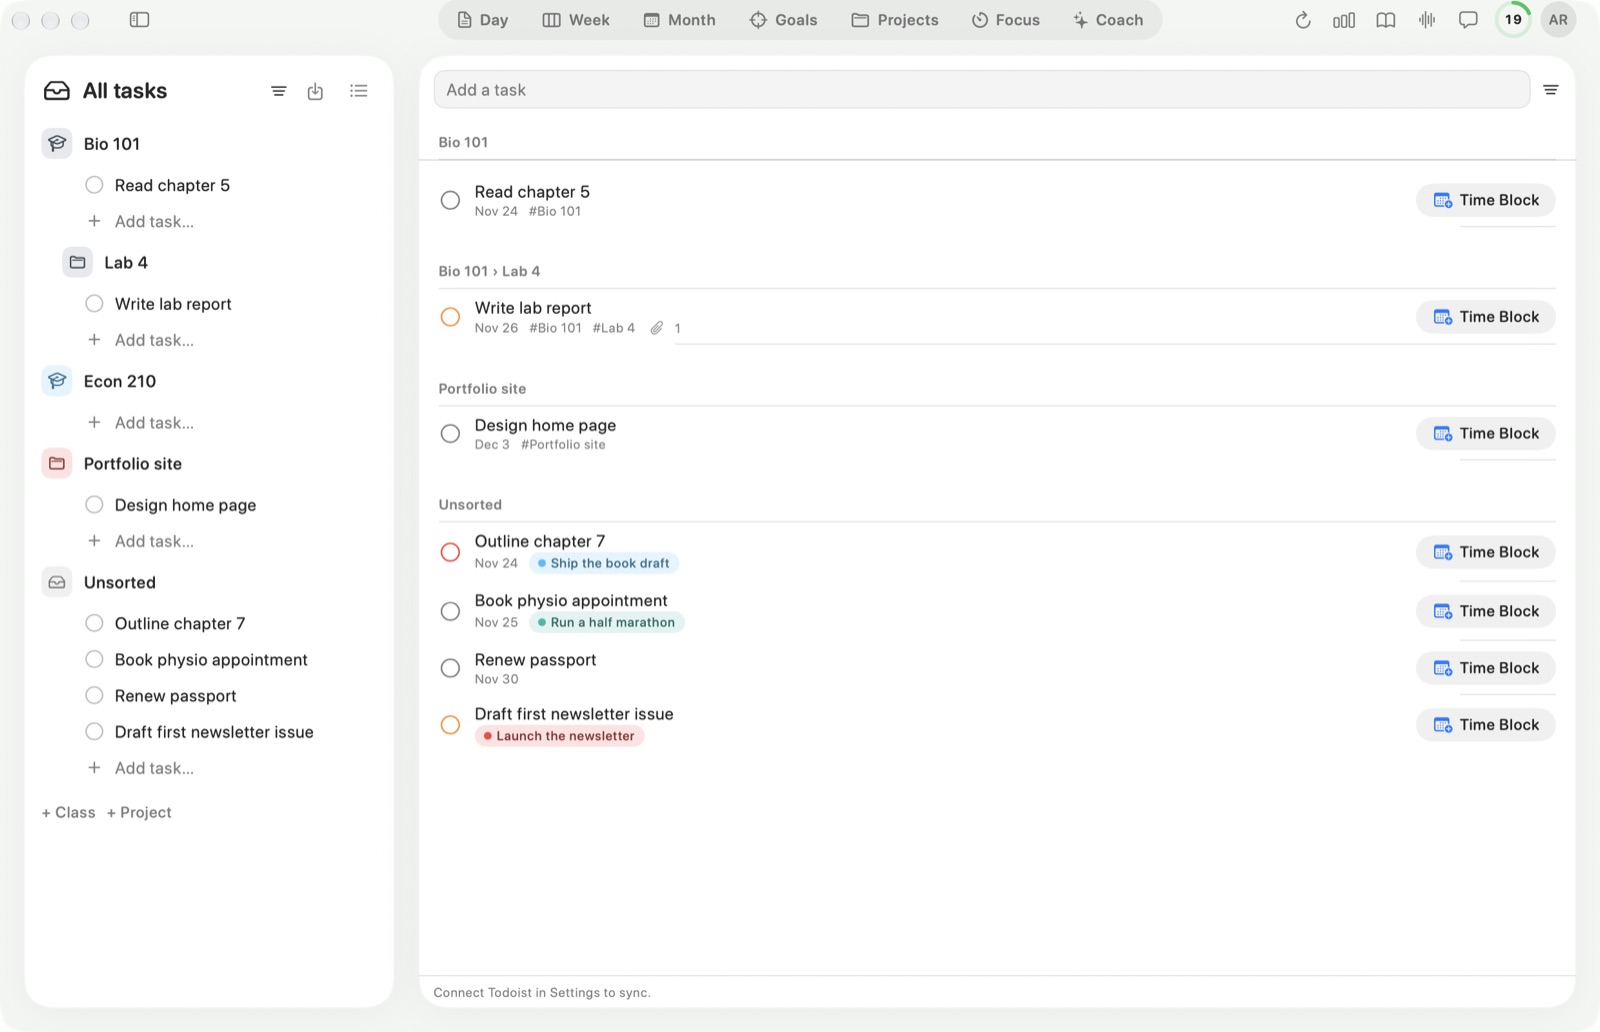 Day
Week
Month
Goals
Projects
Focus
Coach
19
AR
All tasks
Bio 101
Read chapter 5
+ Add task...
Lab 4
Write lab report
+ Add task...
Econ 210
+ Add task...
Portfolio site
Design home page
+ Add task...
Unsorted
Outline chapter 7
Book physio appointment
Renew passport
Draft first newsletter issue
+ Add task...
+ Class + Project
Add a task
Bio 101
Read chapter 5
Nov 24 #Bio 101
Time Block
Bio 101 › Lab 4
Write lab report
Nov 26 #Bio 101 #Lab 4 1
Time Block
Portfolio site
Design home page
Dec 3 #Portfolio site
Time Block
Unsorted
Outline chapter 7
Nov 24 Ship the book draft
Time Block
Book physio appointment
Nov 25 Run a half marathon
Time Block
Renew passport
Nov 30
Time Block
Draft first newsletter issue
Launch the newsletter
Time Block
Connect Todoist in Settings to sync.